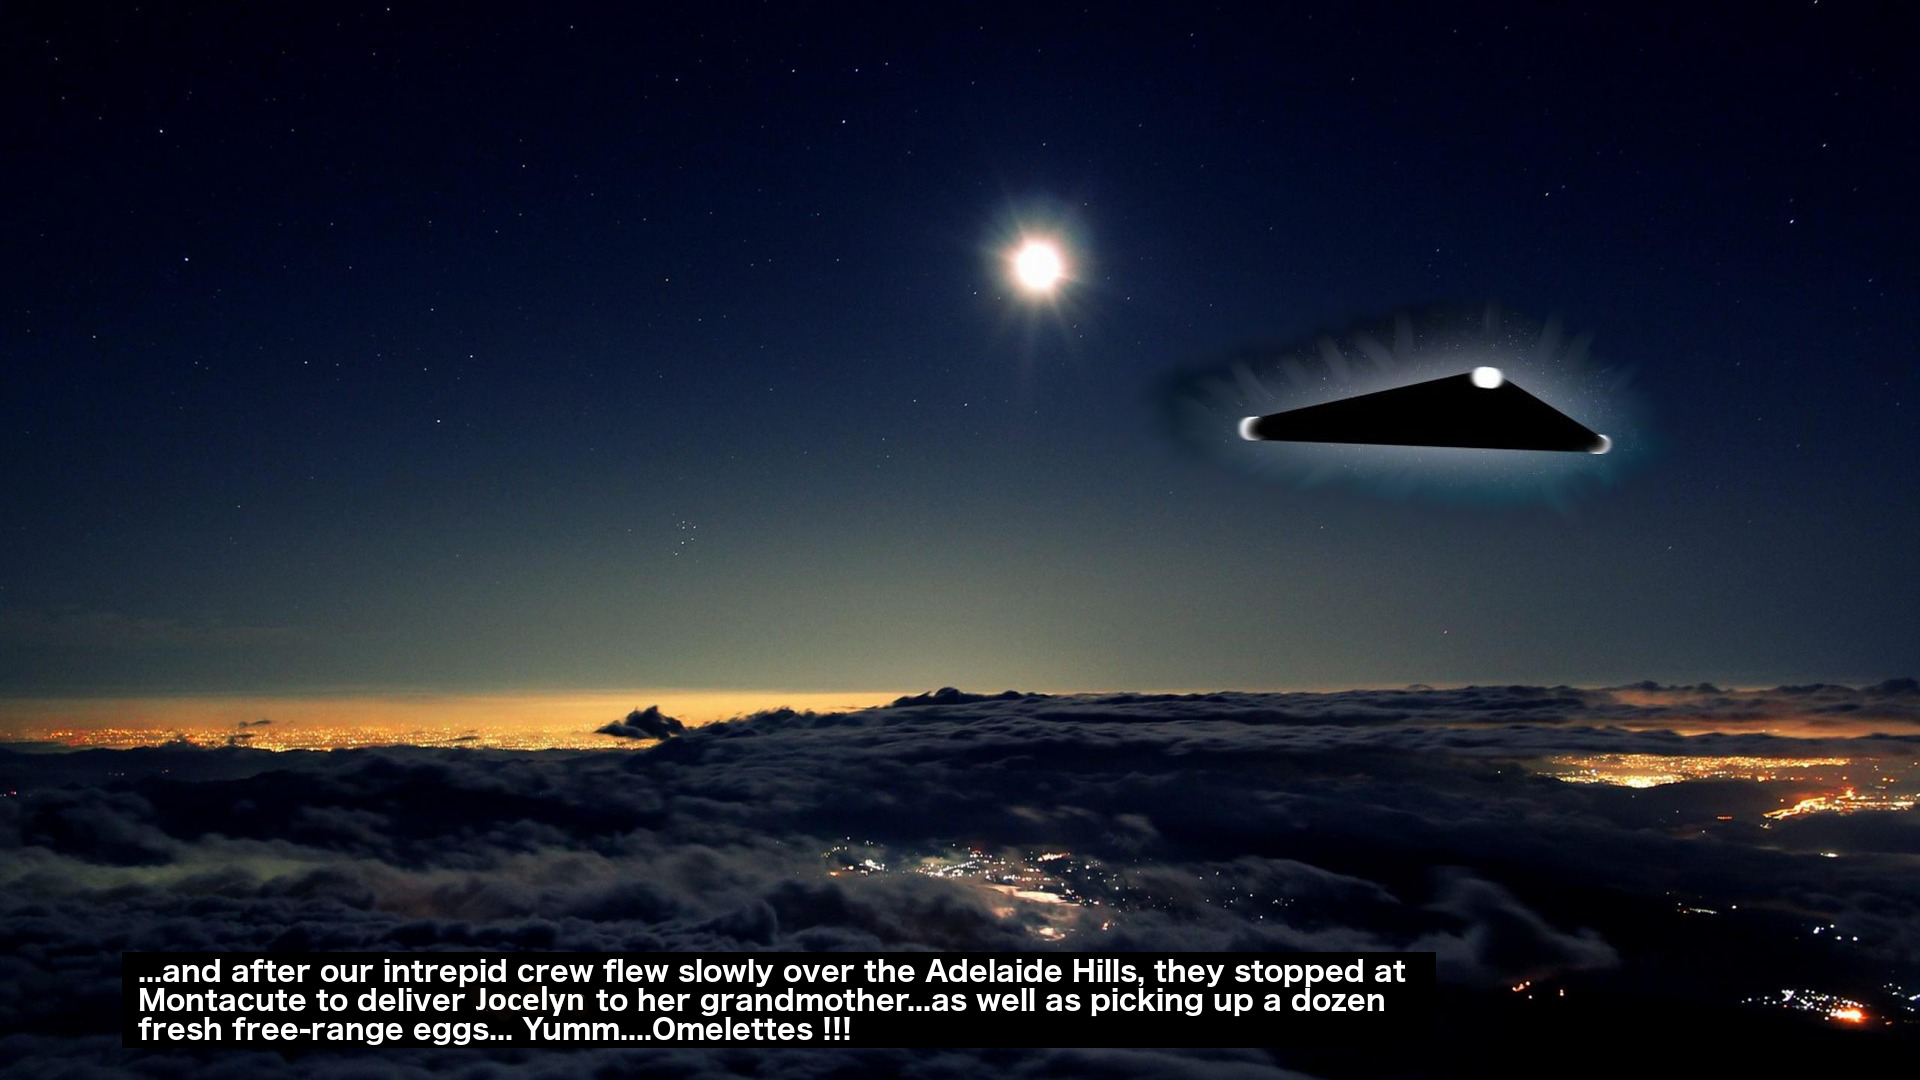 ...and after our intrepid crew flew slowly over the Adelaide Hills, they stopped at
Montacute to deliver Jocelyn to her grandmother...as well as picking up a dozen
fresh free-range eggs... Yumm....Omelettes !!!